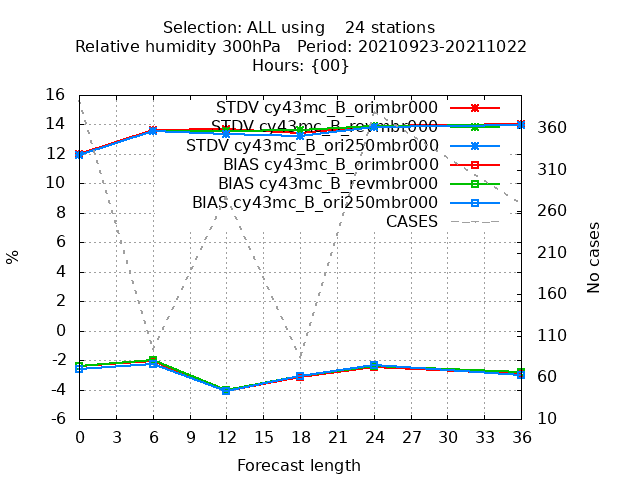 Selection: ALL using 24 stations
Relative humidity 300hPa Period: 20210923-20211022
Hours: {00}
STDV cy43mc_B_orimbr000
STDV cy43mc_B_revmbr000
STDV cy43mc_B_ori250mbr000
BIAS cy43mc_B_orimbr000
BIAS cy43mc_B_revmbr000
BIAS cy43mc_B_ori250mbr000
CASES
16
14
12
10
8
6
4
2
0
-2
-4
-6
%
360
310
260
210
160
110
60
10
No cases
0 3 6 9 12 15 18 21 24 27 30 33 36
Forecast length